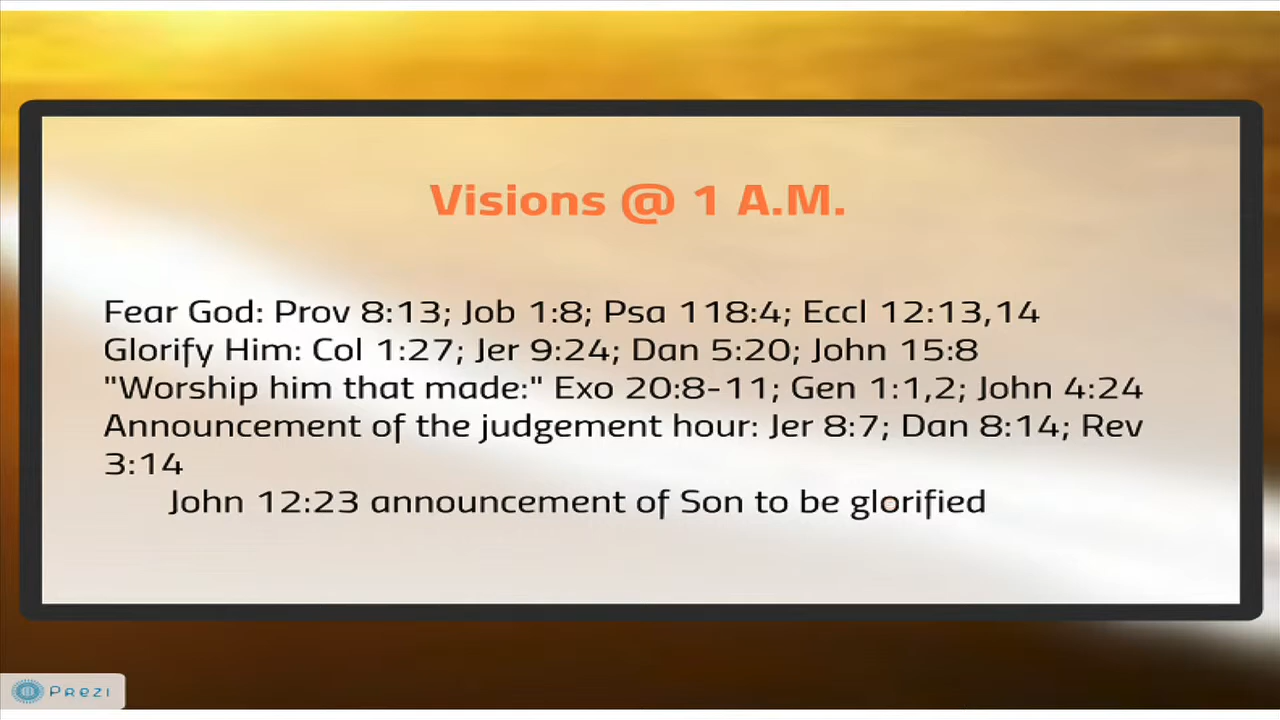 Visions @ 1 A.M.
Fear God: Prov 8:13; Job 1:8; Psa 118:4; Eccl 12:13,14
Glorify Him: Col 1:27; Jer 9:24; Dan 5:20; John 15:8
"Worship him that made:" Exo 20:8-11; Gen 1:1,2; John 4:24
Announcement of the judgement hour: Jer 8:7; Dan 8:14; Rev
3:14
John 12:23 announcement of Son to be glorified
Prezi